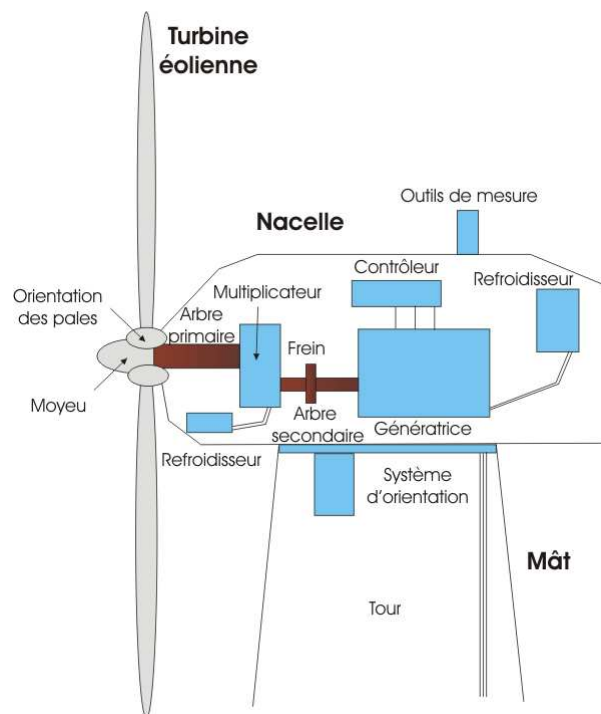 Turbine
éolienne
Outils de mesure
Nacelle
Contrôleur
Refroidisseur
Multiplicateur
Orientation
des pales
Arbre
primaire
Frein
Moyeu
Arbre
secondaire
Génératrice
Refroidisseur
Système
d'orientation
Mât
Tour